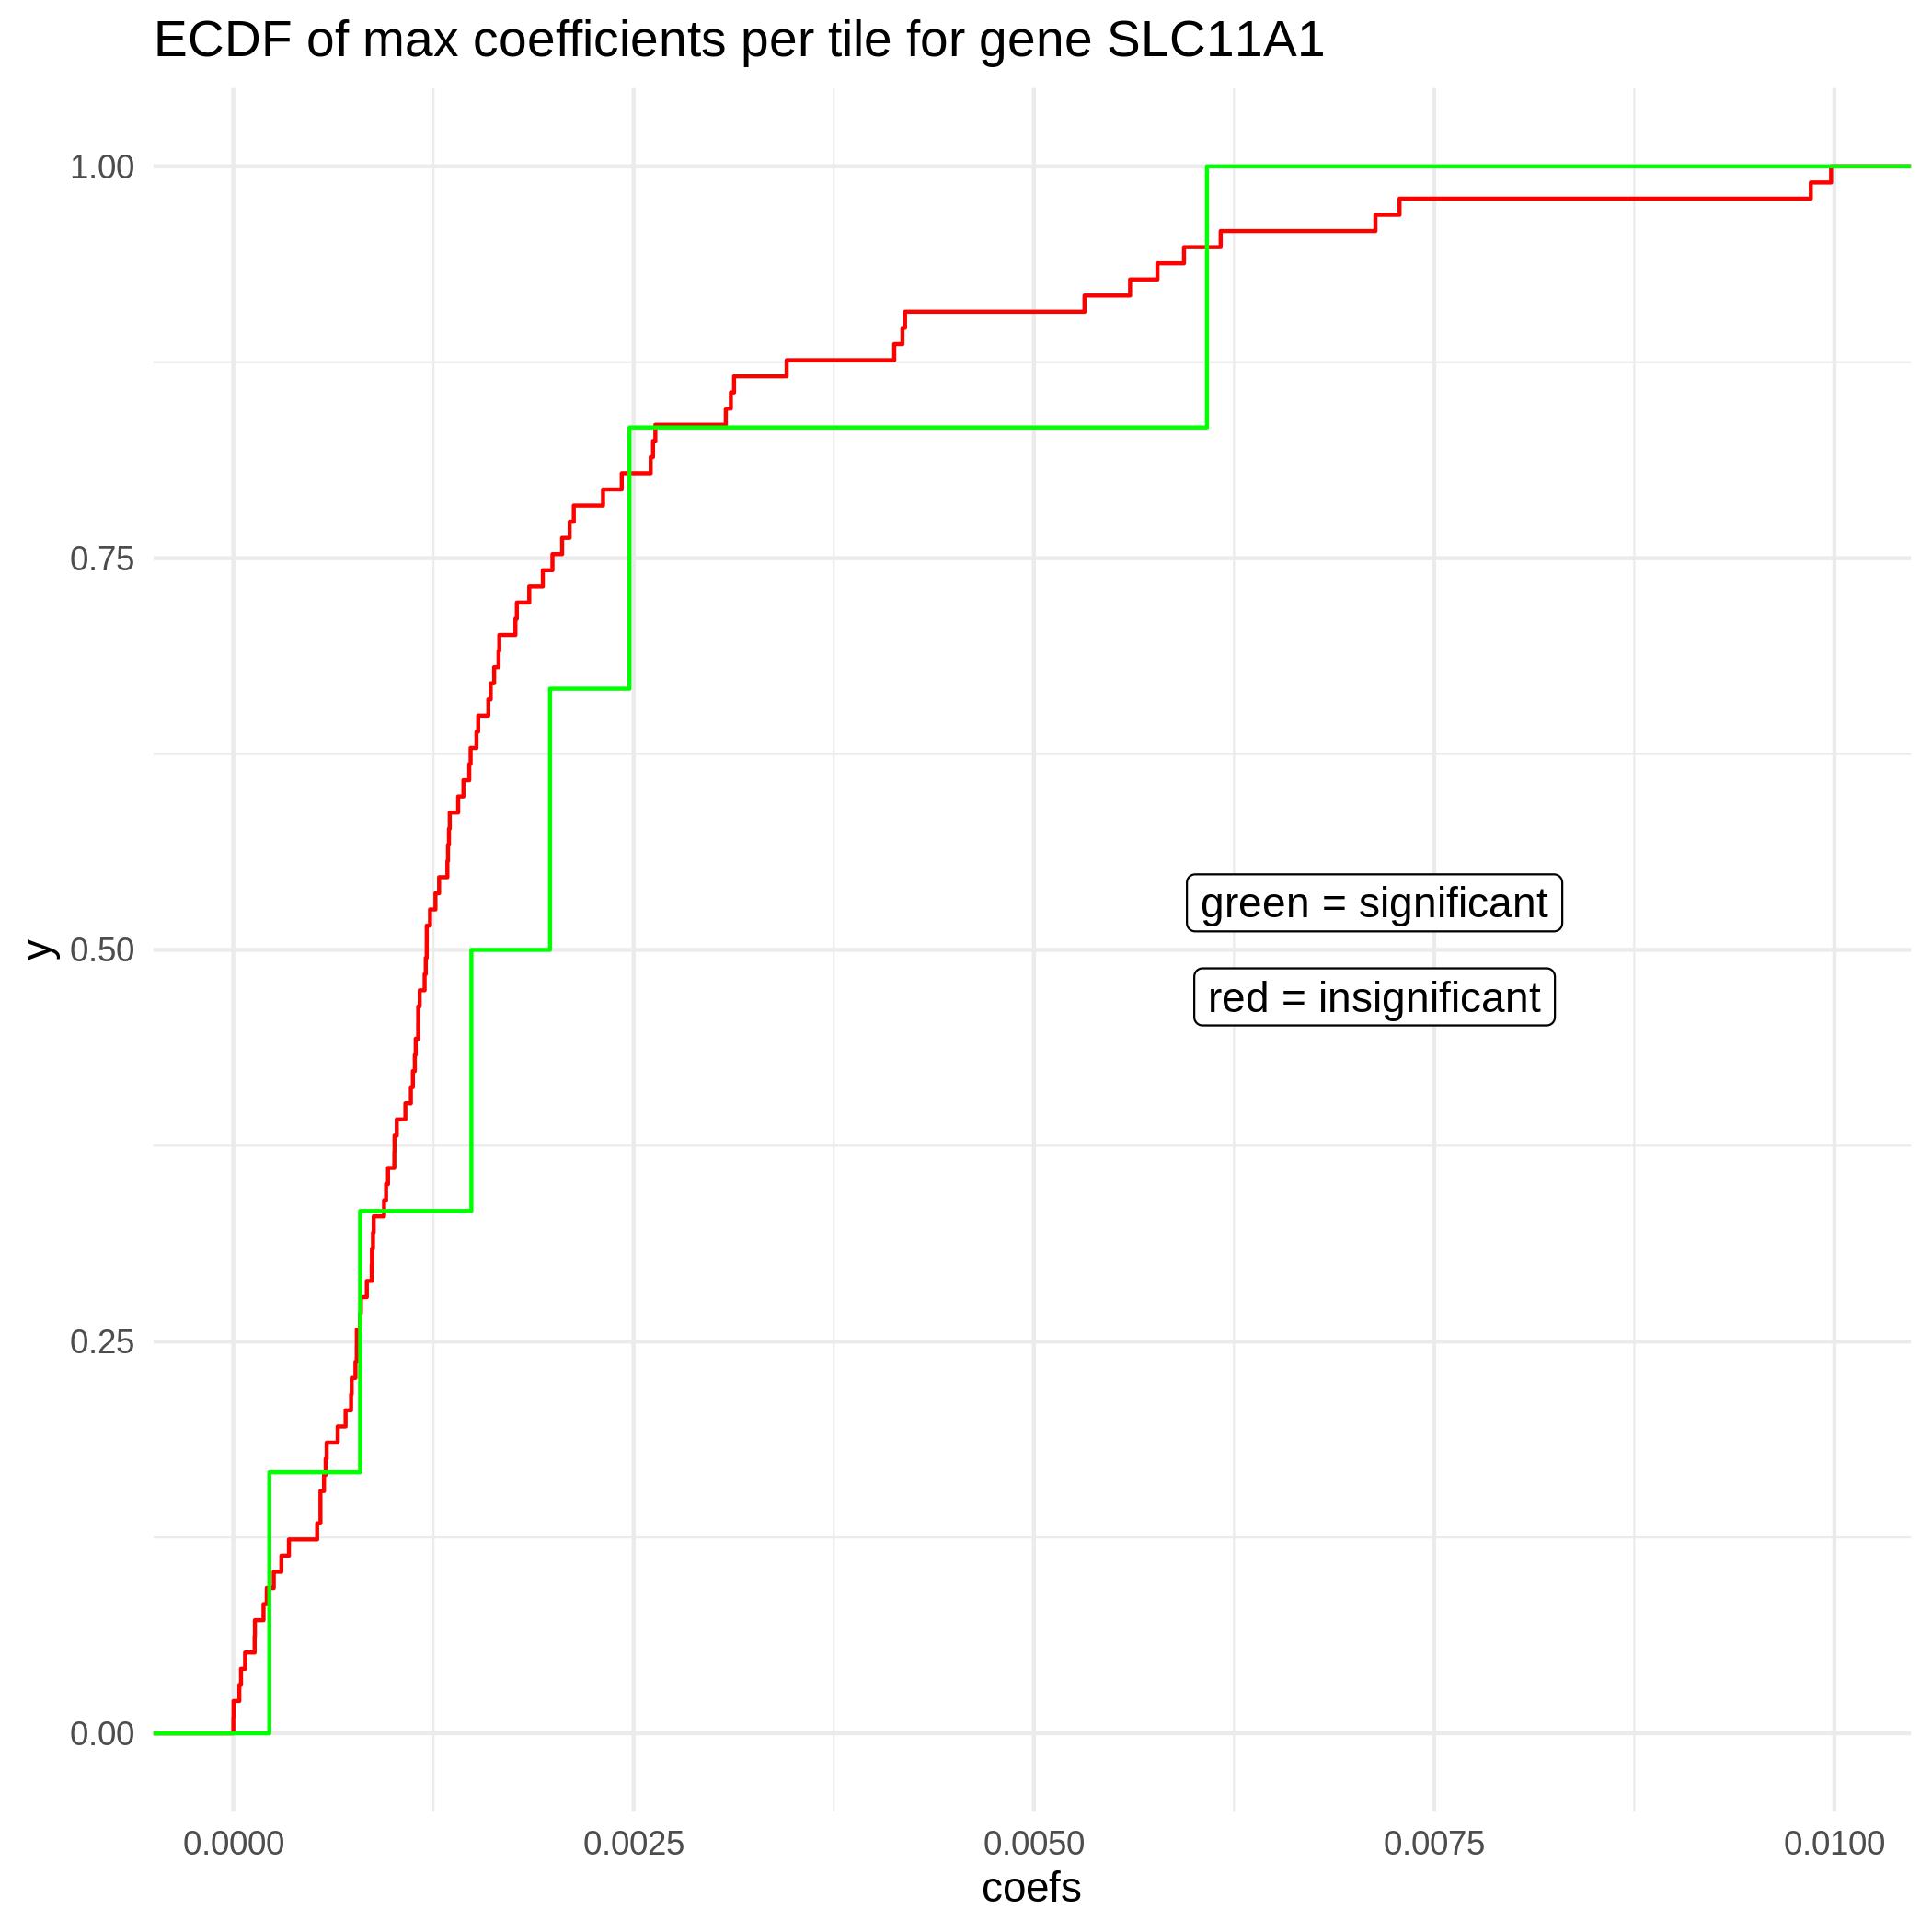 ECDF of max coefficients per tile for gene SLC11A1
1.00
0.75
0.50
0.25
0.00
y
green = significant
red = insignificant
0.0000 0.0025 0.0050 0.0075 0.0100
coefs